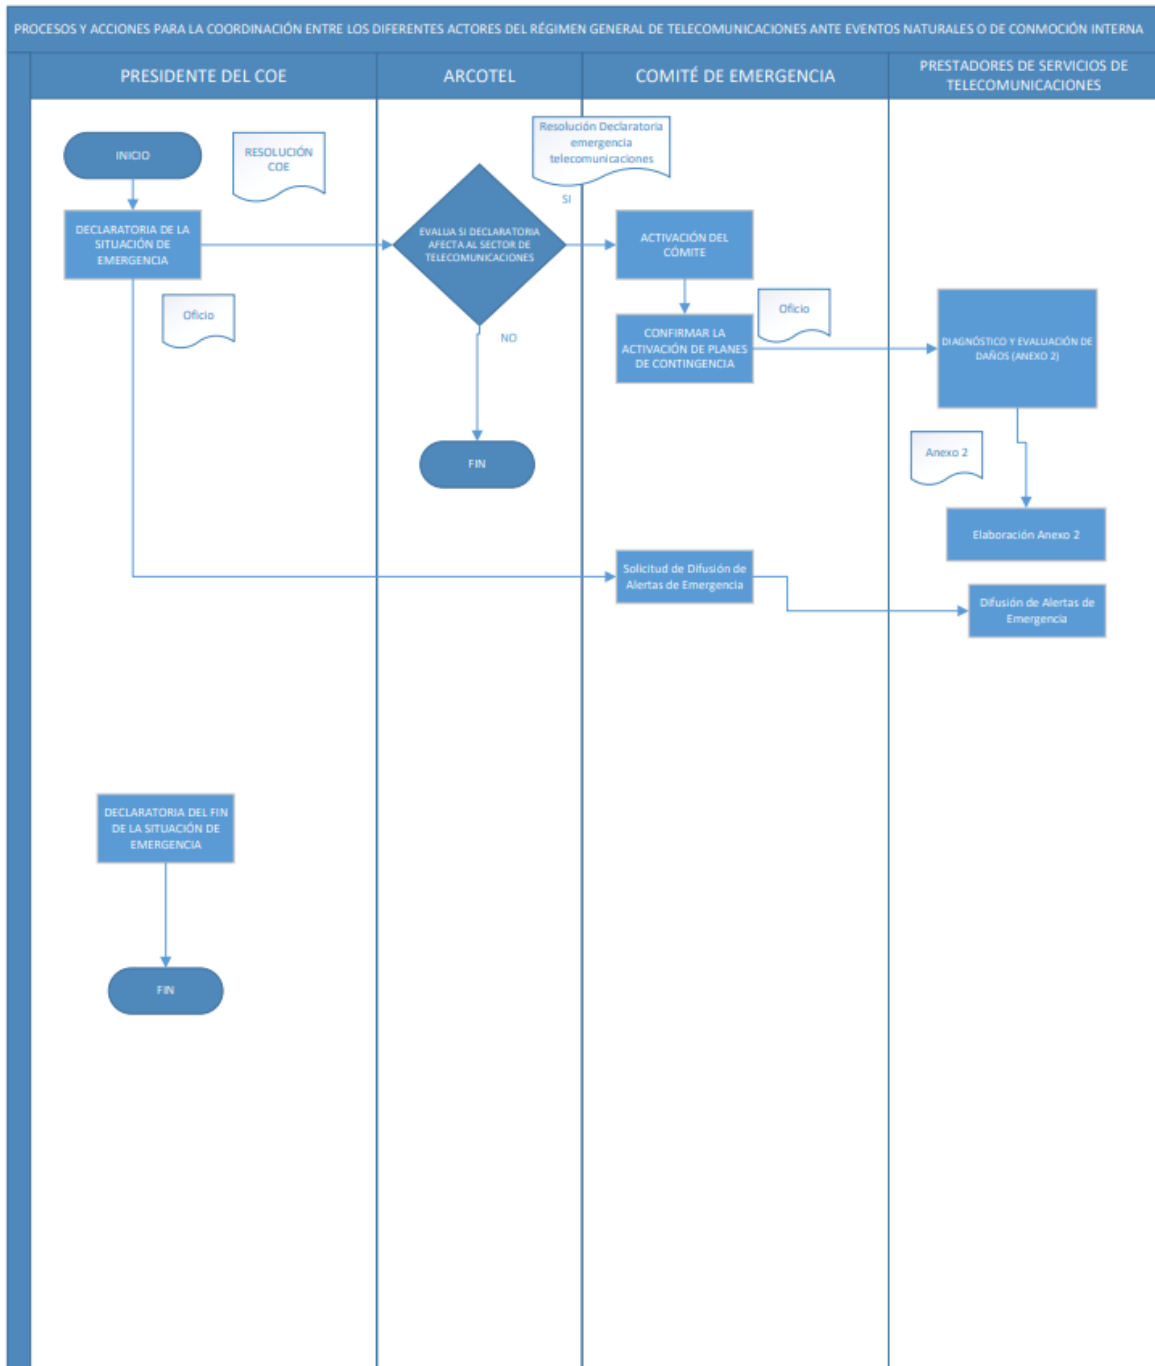 PROCESOS Y ACCIONES PARA LA COORDINACIÓN ENTRE LOS DIFERENTES ACTORES DEL RÉGIMEN GENERAL DE TELECOMUNICACIONES ANTE EVENTOS NATURALES O DE CONMOCIÓN INTERNA
PRESIDENTE DEL COE
ARCOTEL
COMITÉ DE EMERGENCIA
PRESTADORES DE SERVICIOS DE
TELECOMUNICACIONES
INICIO
RESOLUCIÓN
COE
Resolución Declaratoria
emergencia
telecomunicaciones
SI
DECLARATORIA DE LA
SITUACIÓN DE
EMERGENCIA
EVALUA SI DECLARATORIA
AFECTA AL SECTOR DE
TELECOMUNICACIONES
ACTIVACIÓN DEL
CÓMITE
Oficio
NO
CONFIRMAR LA
ACTIVACIÓN DE PLANES
DE CONTINGENCIA
Oficio
DIAGNÓSTICO Y EVALUACIÓN DE
DAÑOS (ANEXO 2)
FIN
Anexo 2
Elaboración Anexo 2
Solicitud de Difusión de
Alertas de Emergencia
Difusión de Alertas de
Emergencia
DECLARATORIA DEL FIN
DE LA SITUACIÓN DE
EMERGENCIA
FIN